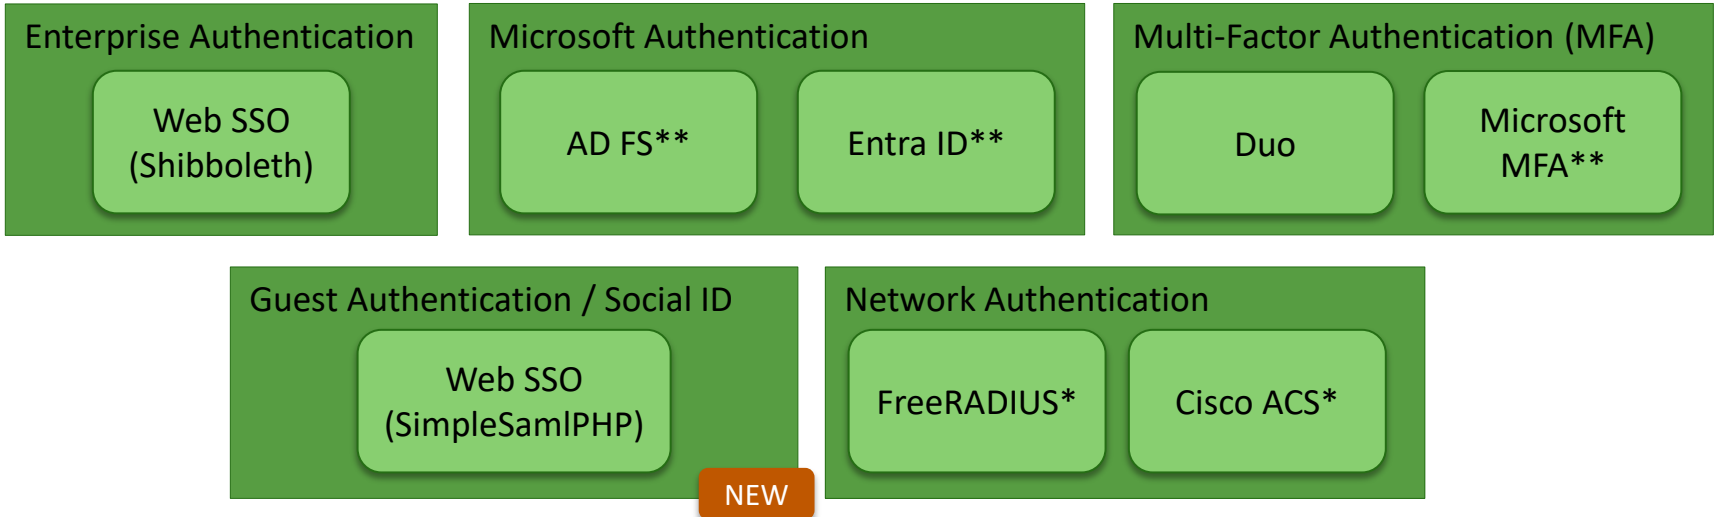 Enterprise Authentication
Web SSO
(Shibboleth)
Microsoft Authentication
AD FS**
Entra ID**
Multi-Factor Authentication (MFA)
Duo
Microsoft
MFA**
Guest Authentication / Social ID
Web SSO
(SimpleSamlPHP)
NEW
Network Authentication
FreeRADIUS*
Cisco ACS*